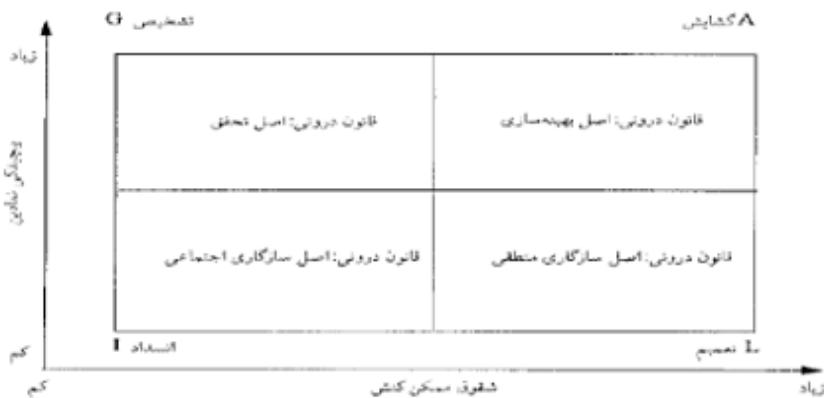 A گشایش
G تشخیص
زیاد
قانون درونی: اصل بهینه‌سازی
قانون درونی: اصل تحقق
پیچیدگی نمادین
قانون درونی: اصل سازگاری منطقی
قانون درونی: اصل سازگاری اجتماعی
کم
L تعمیم
I انسداد
زیاد
شقوق ممکن کنش
کم